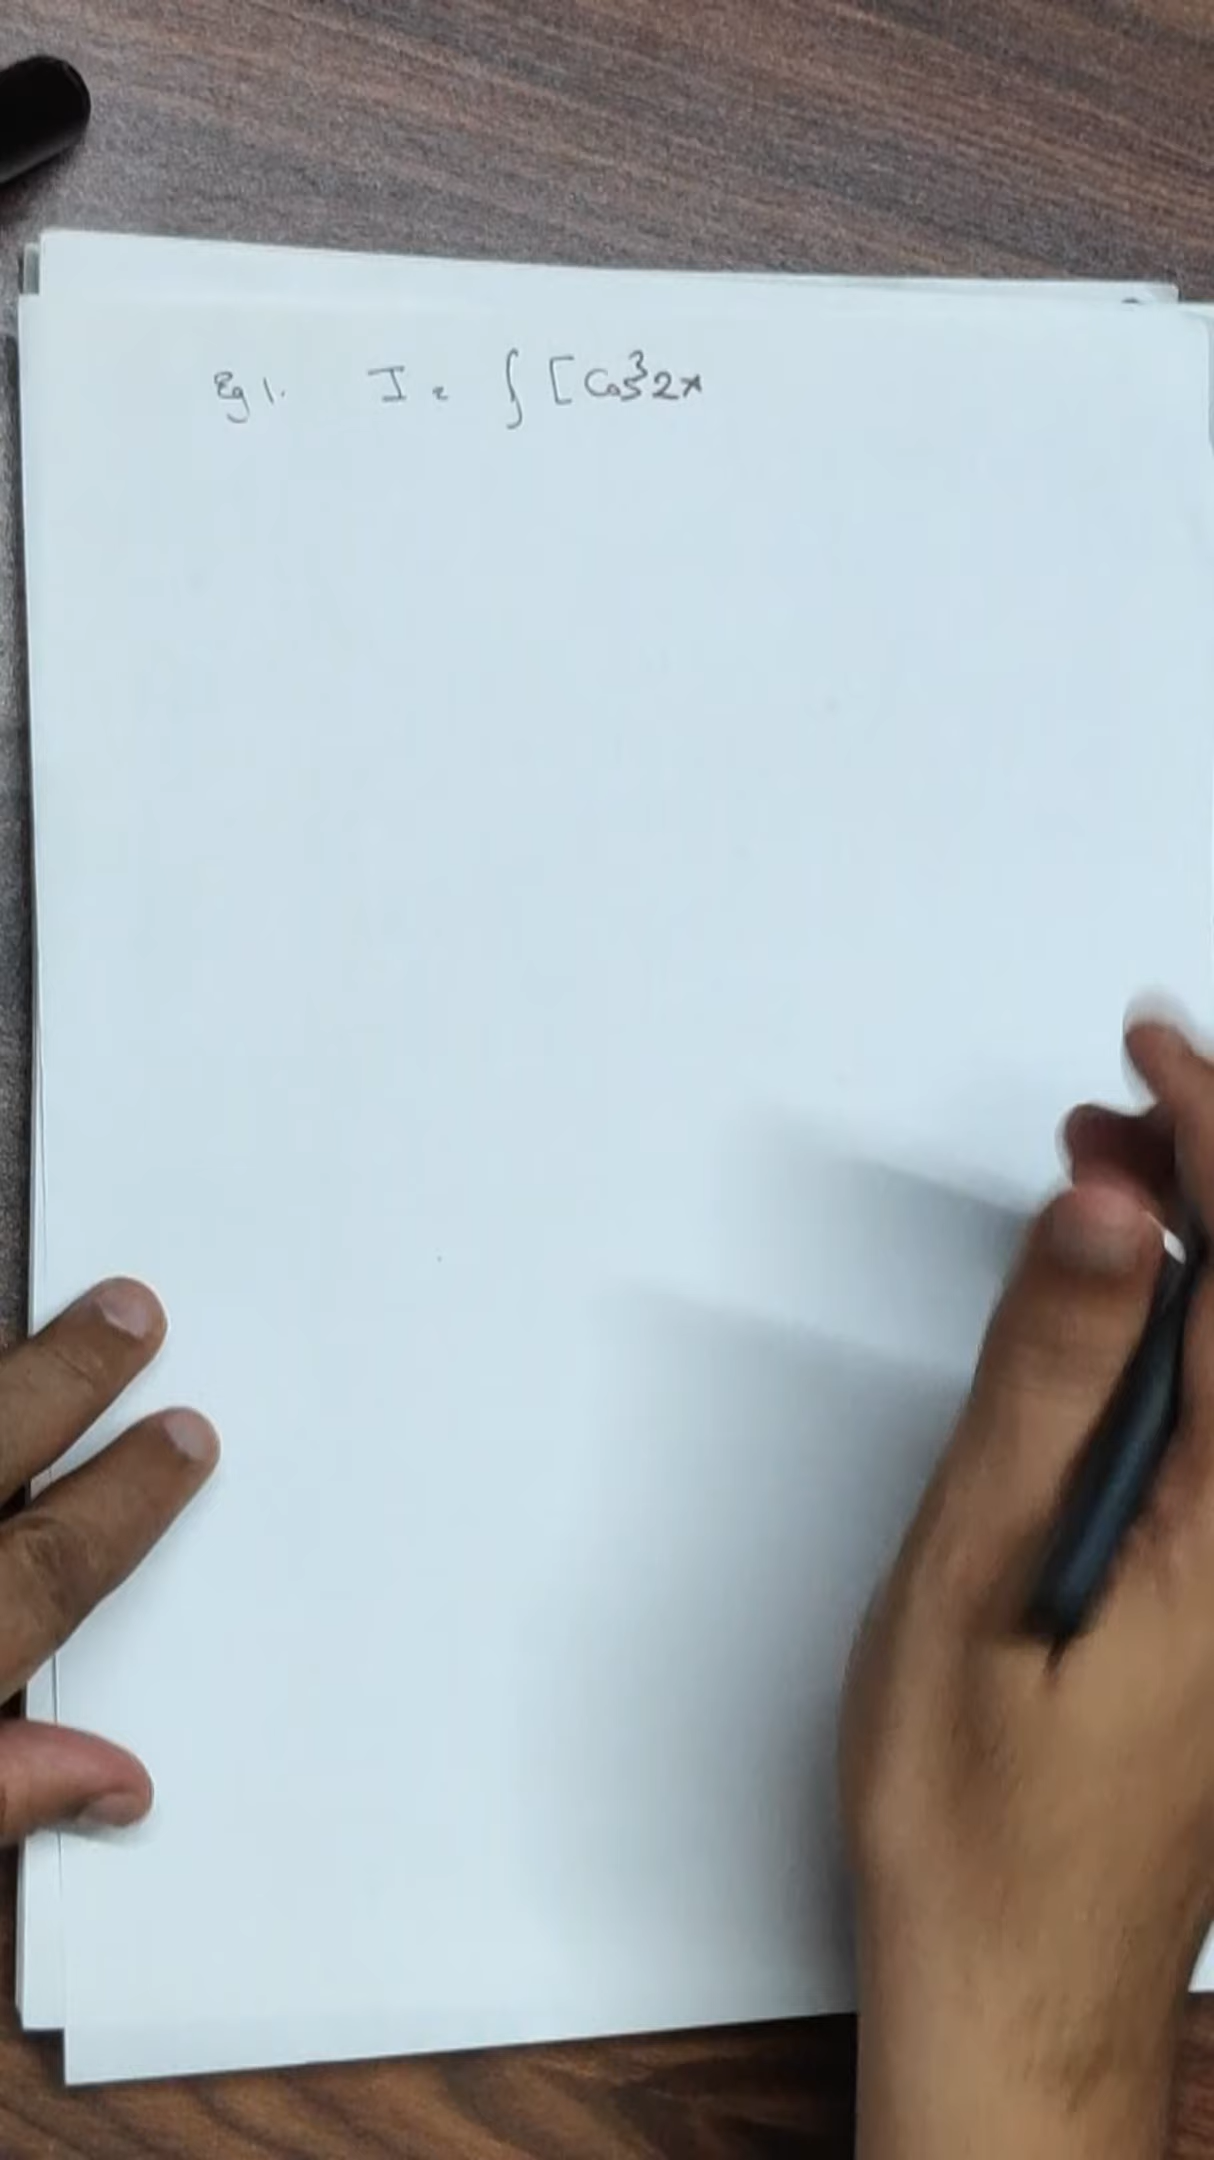 Eg 1. I = ∫ [Cos³2x